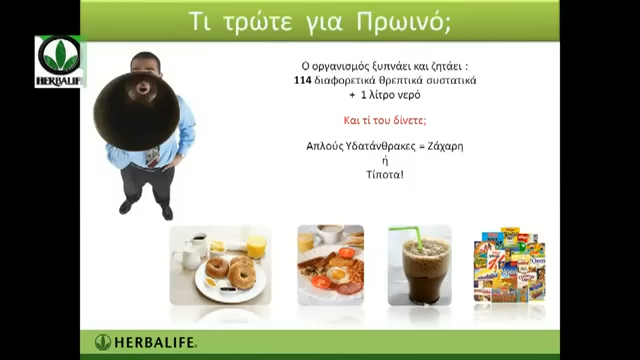 Τι τρώτε για Πρωινό;
HERBALIFE
Ο οργανισμός ξυπνάει και ζητάει :
114 διαφορετικά θρεπτικά συστατικά
+ 1 λίτρο νερό
Και τί του δίνετε;
Απλούς Υδατάνθρακες = Ζάχαρη
ή
Τίποτα!
HERBALIFE